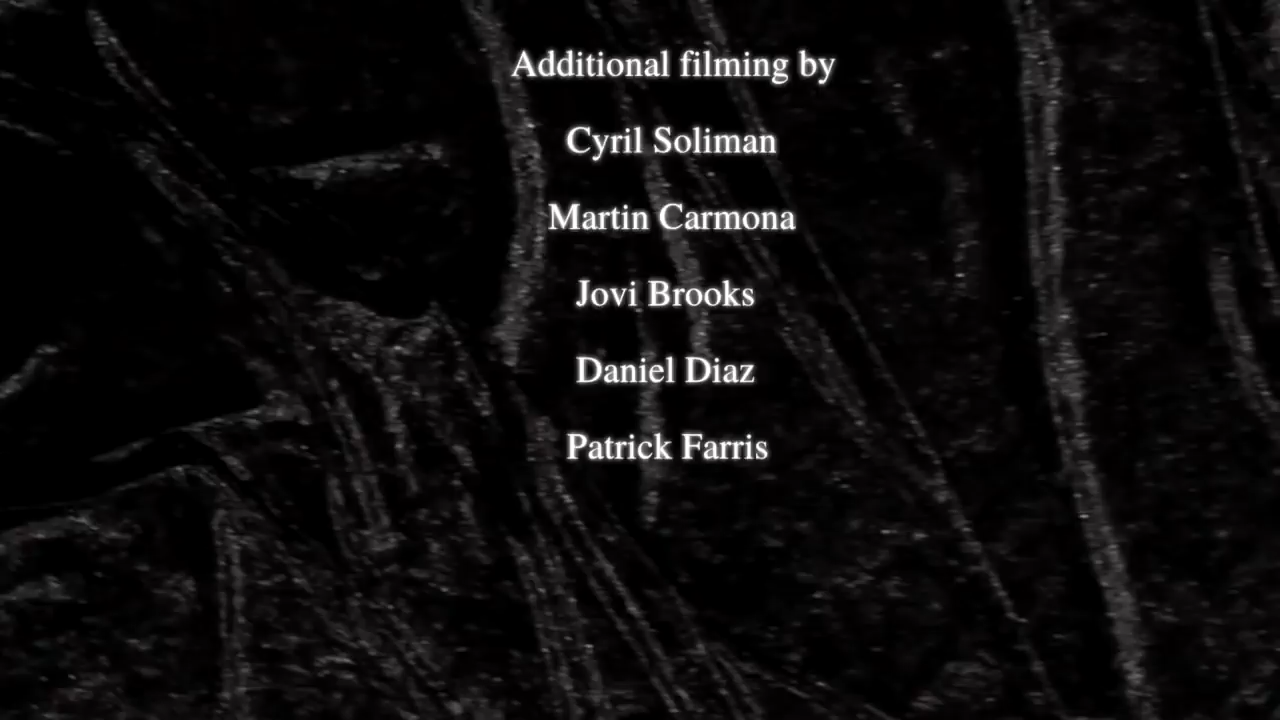 Additional filming by
Cyril Soliman
Martin Carmona
Jovi Brooks
Daniel Diaz
Patrick Farris